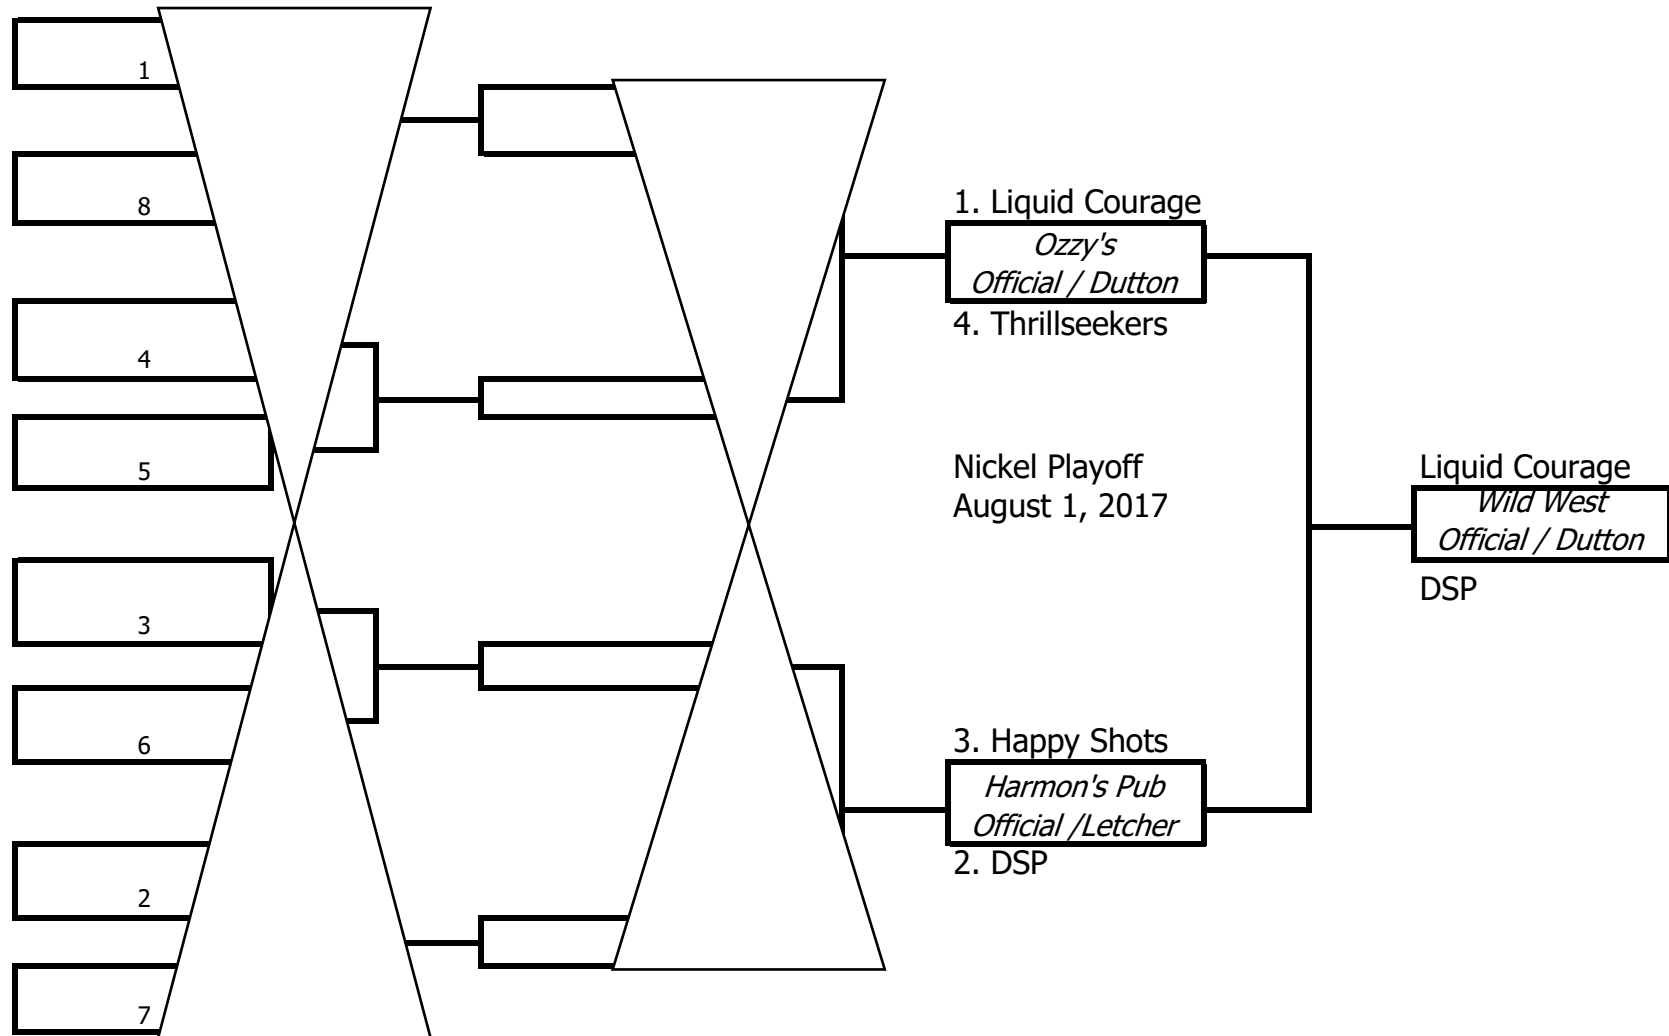 1
8
4
5
3
6
2
7
1. Liquid Courage
Ozzy's
Official / Dutton
4. Thrillseekers
Nickel Playoff
August 1, 2017
3. Happy Shots
Harmon's Pub
Official /Letcher
2. DSP
Liquid Courage
Wild West
Official / Dutton
DSP